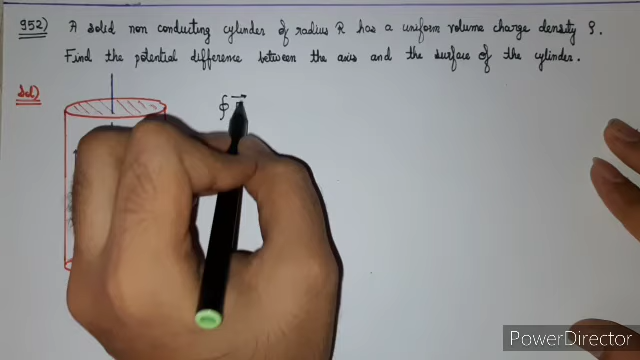 952) A solid non conducting cylinder of radius R has a uniform volume charge density ρ.
Find the potential difference between the axis and the surface of the cylinder.
Sol)
∮
PowerDirector